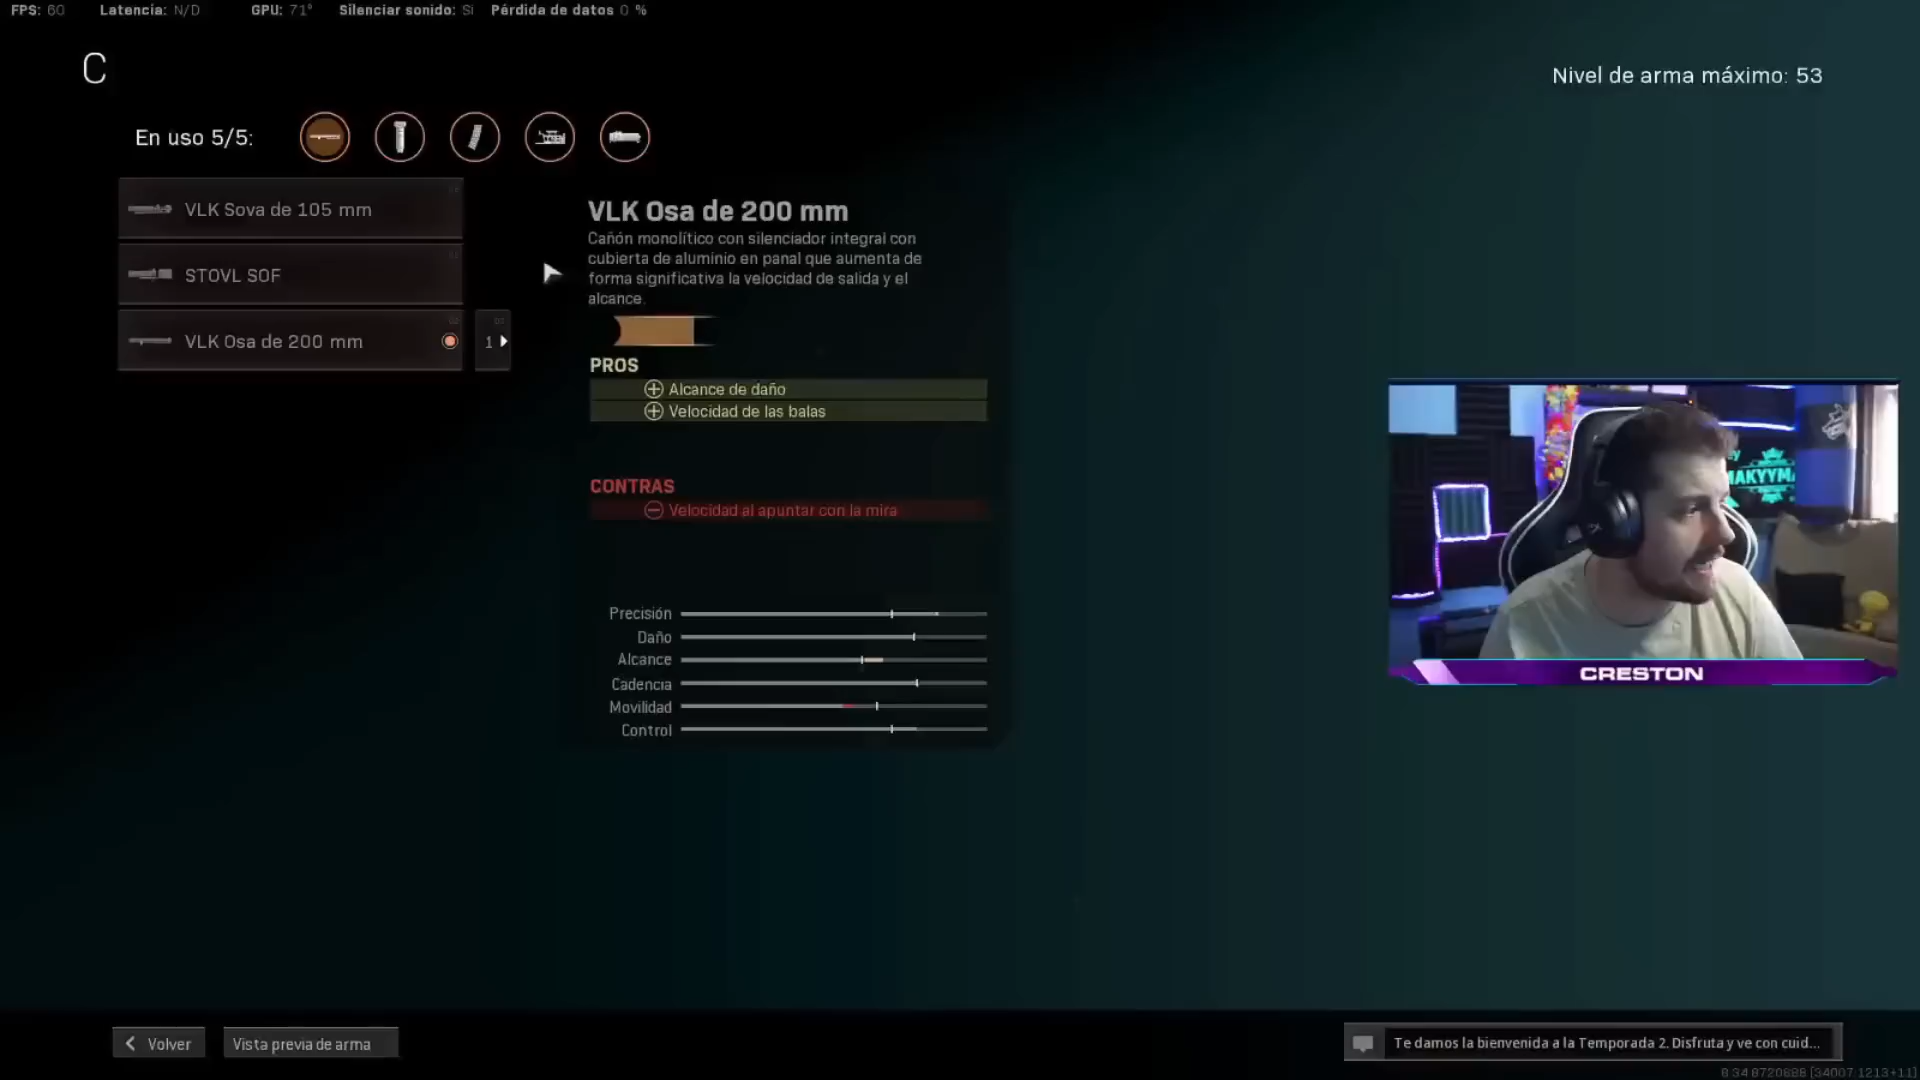 FPS: 60 Latencia: N/D GPU: 71° Silenciar sonido: Sí Pérdida de datos 0 %
C
Nivel de arma máximo: 53
En uso 5/5:
VLK Sova de 105 mm
STOVL SOF
VLK Osa de 200 mm
1
VLK Osa de 200 mm
Cañón monolítico con silenciador integral con
cubierta de aluminio en panal que aumenta de
forma significativa la velocidad de salida y el
alcance.
PROS
Alcance de daño
Velocidad de las balas
CONTRAS
Velocidad al apuntar con la mira
Precisión
Daño
Alcance
Cadencia
Movilidad
Control
CRESTON
Volver
Vista previa de arma
Te damos la bienvenida a la Temporada 2. Disfruta y ve con cuid...